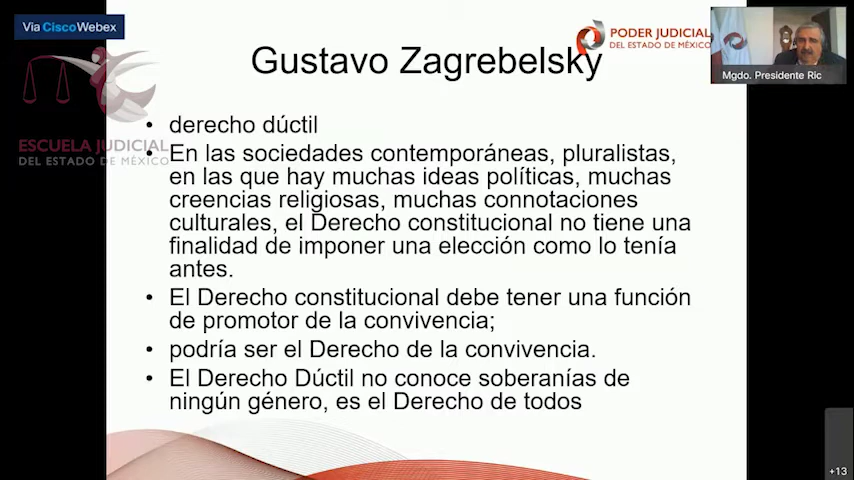 Vía CiscoWebex
PODER JUDICIAL
DEL ESTADO DE MÉXICO
Mgdo. Presidente Ric
Gustavo Zagrebelsky
ESCUELA JUDICIAL
DEL ESTADO DE MÉXICO
• derecho dúctil
• En las sociedades contemporáneas, pluralistas,
en las que hay muchas ideas políticas, muchas
creencias religiosas, muchas connotaciones
culturales, el Derecho constitucional no tiene una
finalidad de imponer una elección como lo tenía
antes.
• El Derecho constitucional debe tener una función
de promotor de la convivencia;
• podría ser el Derecho de la convivencia.
• El Derecho Dúctil no conoce soberanías de
ningún género, es el Derecho de todos
+13